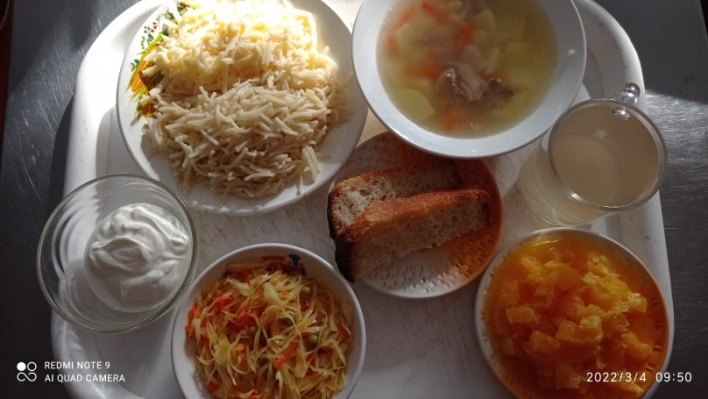 REDMI NOTE 9
AI QUAD CAMERA
2022/3/4 09:50